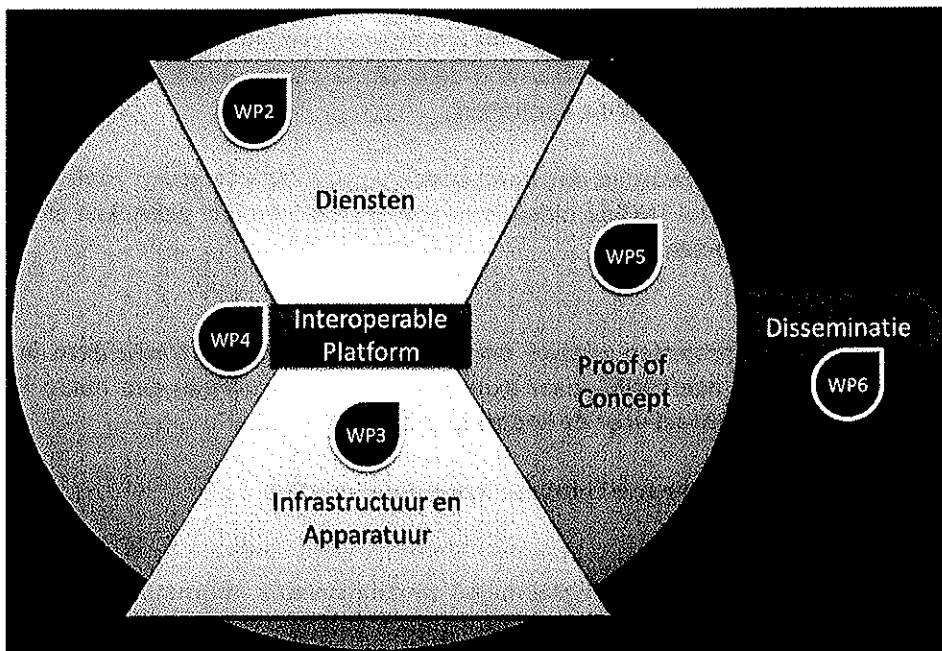 WP2
Diensten
WP5
WP4
Interoperable
Platform
Disseminatie
WP6
Proof of
Concept
WP3
Infrastructuur en
Apparatuur